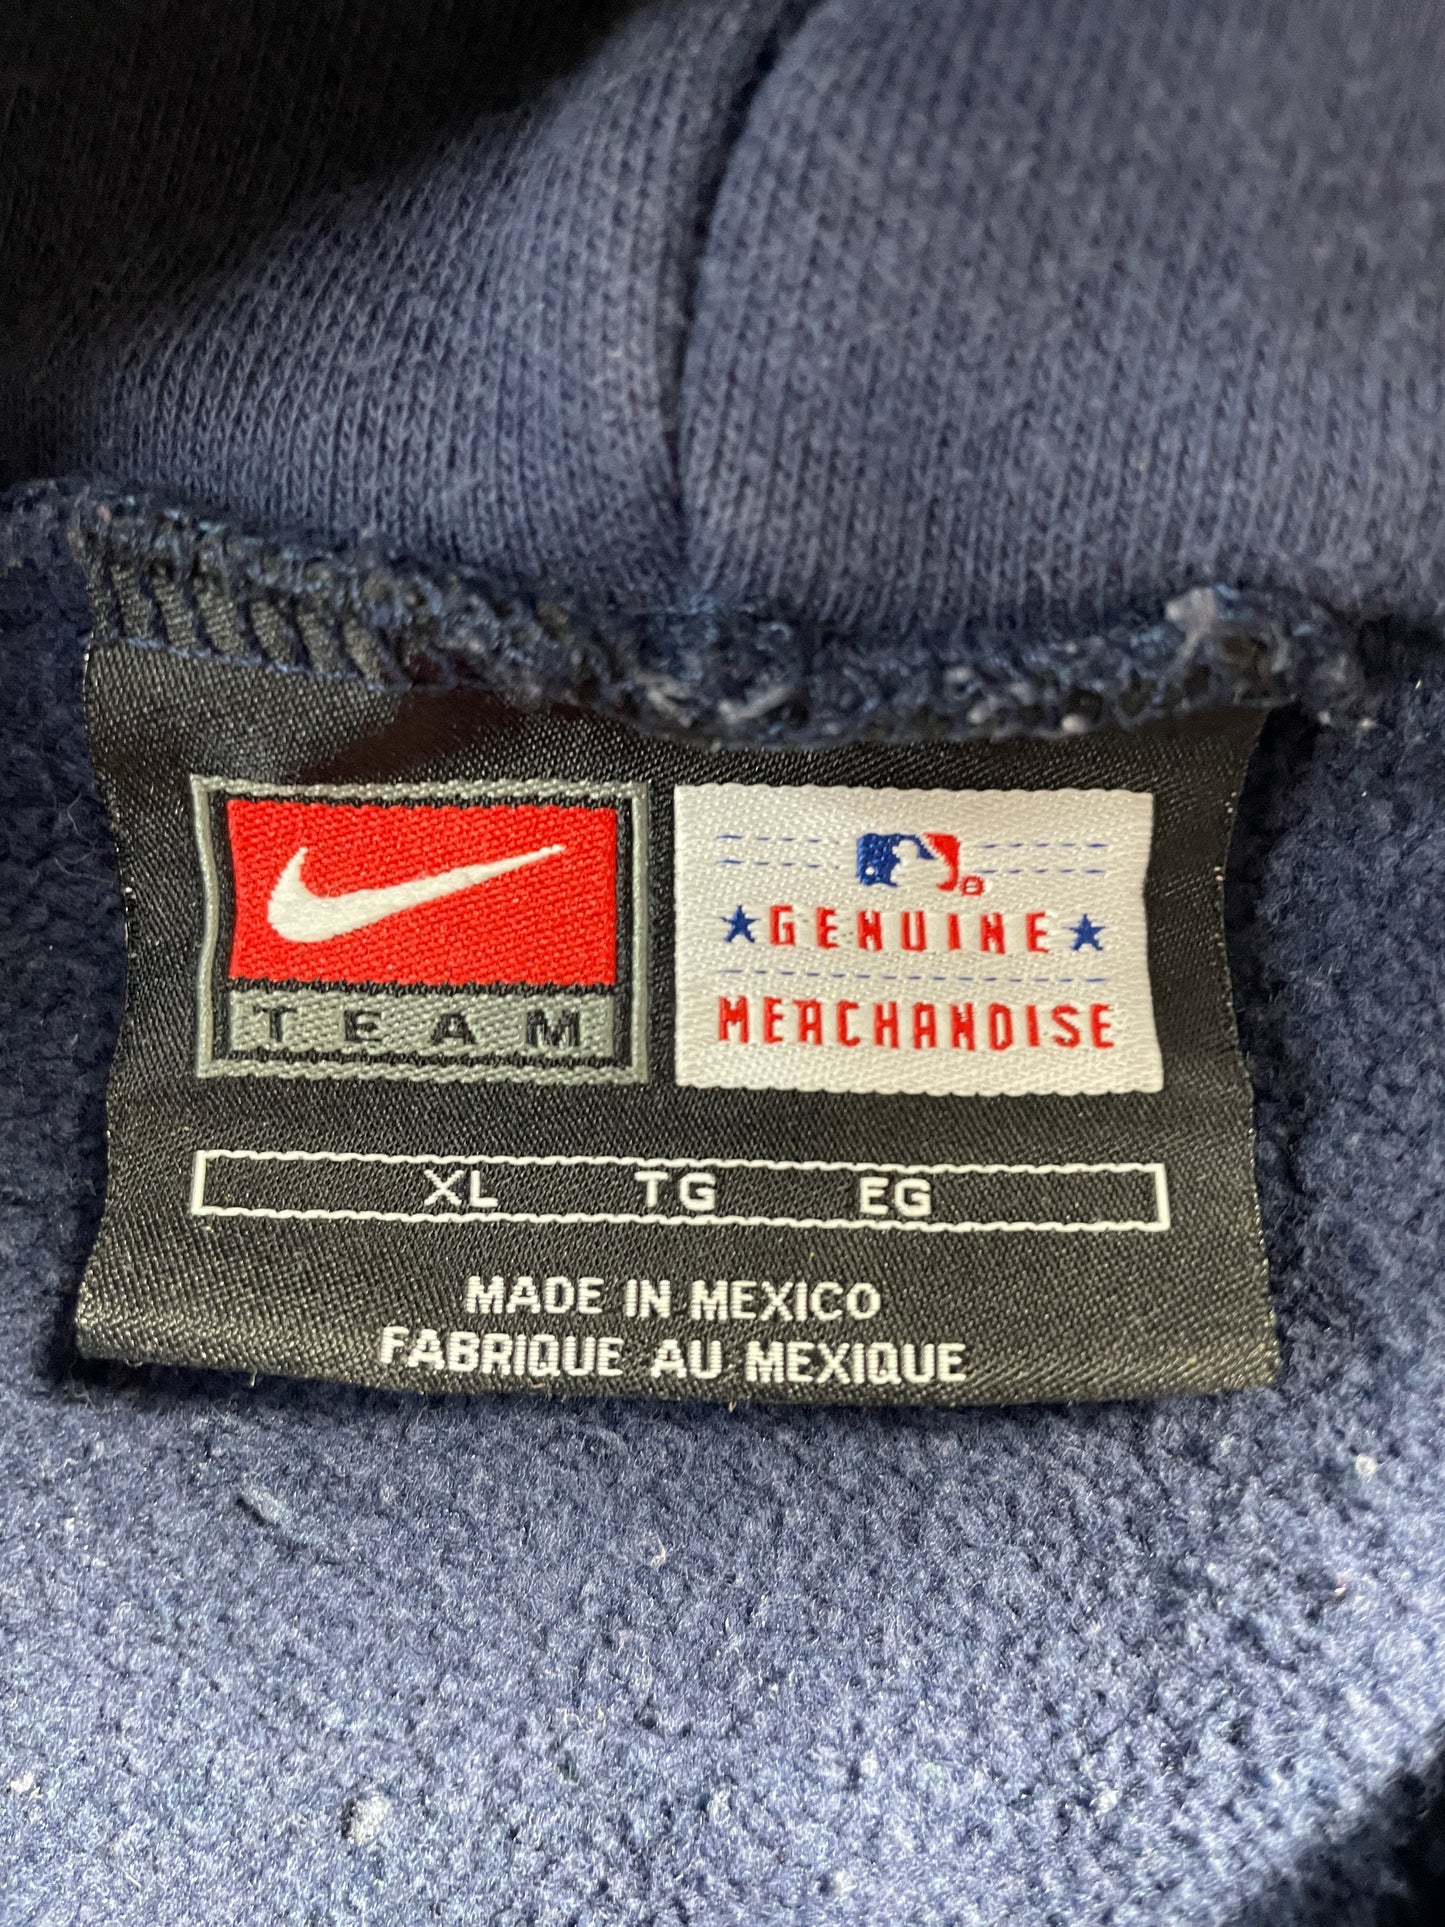 TEAM
GENUINE
MERCHANDISE
XL TG EG
MADE IN MEXICO
FABRIQUE AU MEXIQUE